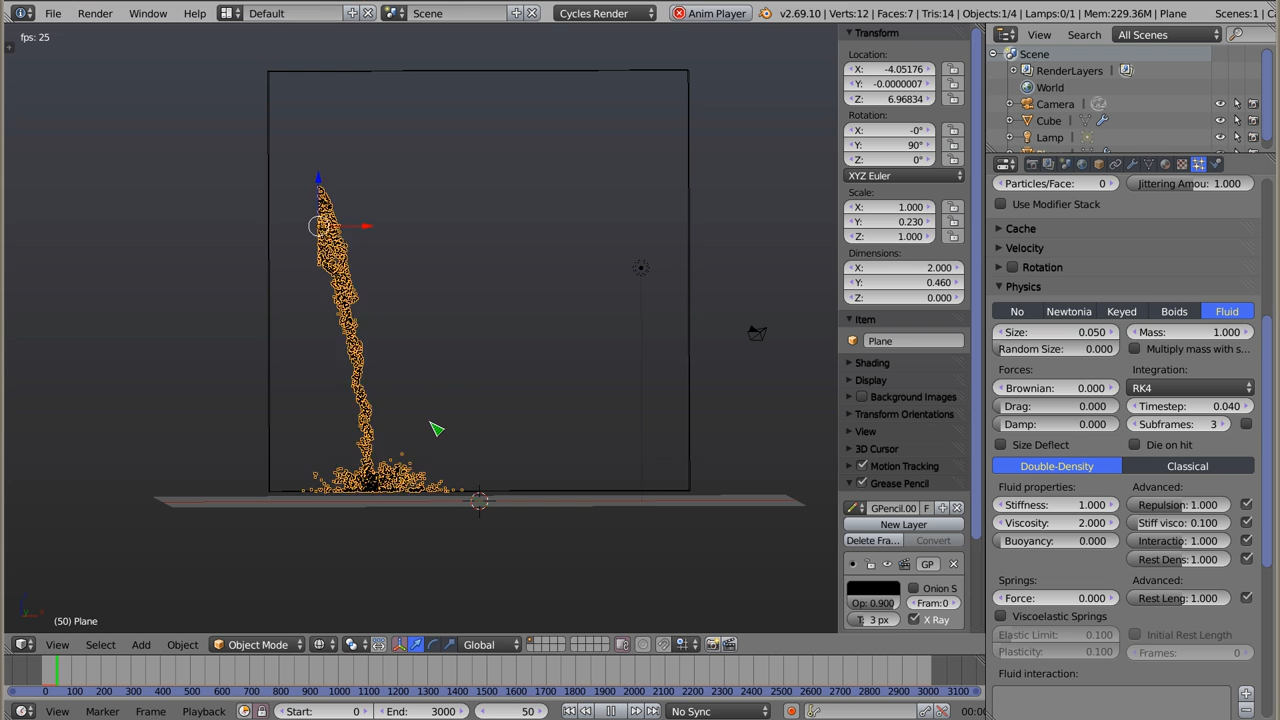 File Render Window Help Default Scene Cycles Render Anim Player v2.69.10 | Verts:12 | Faces:7 | Tris:14 | Objects:1/4 | Lamps:0/1 | Mem:229.36M | Plane Scenes:1
fps: 25
Transform
Location:
X: -4.05176
Y: -0.0000007
Z: 6.96834
Rotation:
X: -0°
Y: 90°
Z: 0°
XYZ Euler
Scale:
X: 1.000
Y: 0.230
Z: 1.000
Dimensions:
X: 2.000
Y: 0.460
Z: 0.000
Item
Plane
Shading
Display
Background Images
Transform Orientations
View
3D Cursor
Motion Tracking
Grease Pencil
GPencil.00 F
New Layer
Delete Fra... Convert
GP
Onion S
Op: 0.900 Fram:0
T: 3 px X Ray
View Search All Scenes
Scene
RenderLayers
World
Camera
Cube
Lamp
Particles/Face: 0 Jittering Amou: 1.000
Use Modifier Stack
Cache
Velocity
Rotation
Physics
No Newtonia Keyed Boids Fluid
Size: 0.050 Mass: 1.000
Random Size: 0.000 Multiply mass with s...
Forces: Integration:
Brownian: 0.000 RK4
Drag: 0.000 Timestep: 0.040
Damp: 0.000 Subframes: 3
Size Deflect Die on hit
Double-Density Classical
Fluid properties: Advanced:
Stiffness: 1.000 Repulsion: 1.000
Viscosity: 2.000 Stiff visco: 0.100
Buoyancy: 0.000 Interactio: 1.000
Rest Dens: 1.000
Springs: Advanced:
Force: 0.000 Rest Leng: 1.000
Viscoelastic Springs
Elastic Limit: 0.100 Initial Rest Length
Plasticity: 0.100 Frames: 0
Fluid interaction:
(50) Plane
View Select Add Object Object Mode Global
0 100 200 300 400 500 600 700 800 900 1000 1100 1200 1300 1400 1500 1600 1700 1800 1900 2000 2100 2200 2300 2400 2500 2600 2700 2800 2900 3000 3100
View Marker Frame Playback Start: 0 End: 3000 50 No Sync